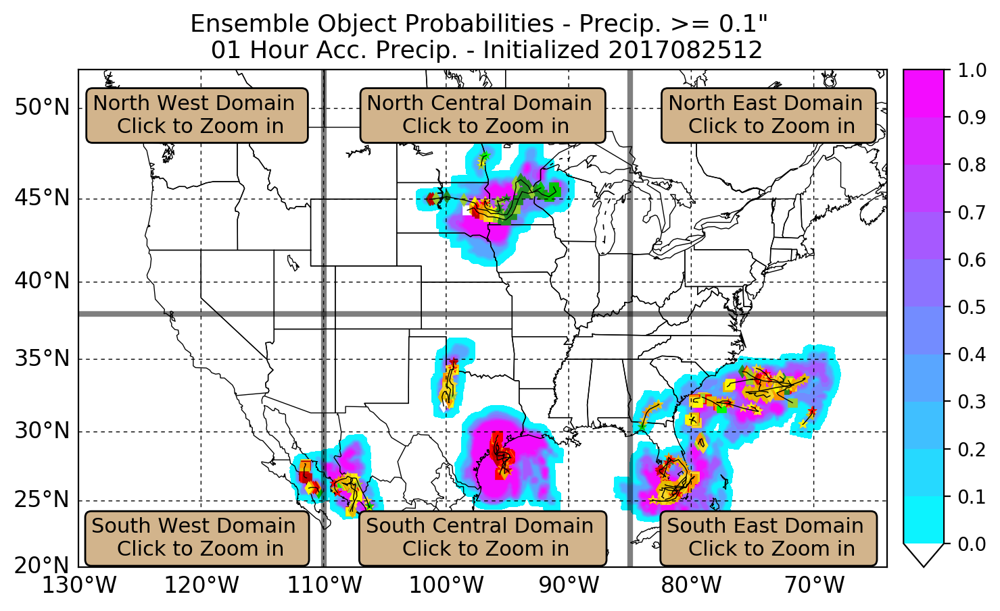 Ensemble Object Probabilities - Precip. >= 0.1"
01 Hour Acc. Precip. - Initialized 2017082512
North West Domain
Click to Zoom in
North Central Domain
Click to Zoom in
North East Domain
Click to Zoom in
South West Domain
Click to Zoom in
South Central Domain
Click to Zoom in
South East Domain
Click to Zoom in
50°N
45°N
40°N
35°N
30°N
25°N
20°N
130°W
120°W
110°W
100°W
90°W
80°W
70°W
1.0
0.9
0.8
0.7
0.6
0.5
0.4
0.3
0.2
0.1
0.0